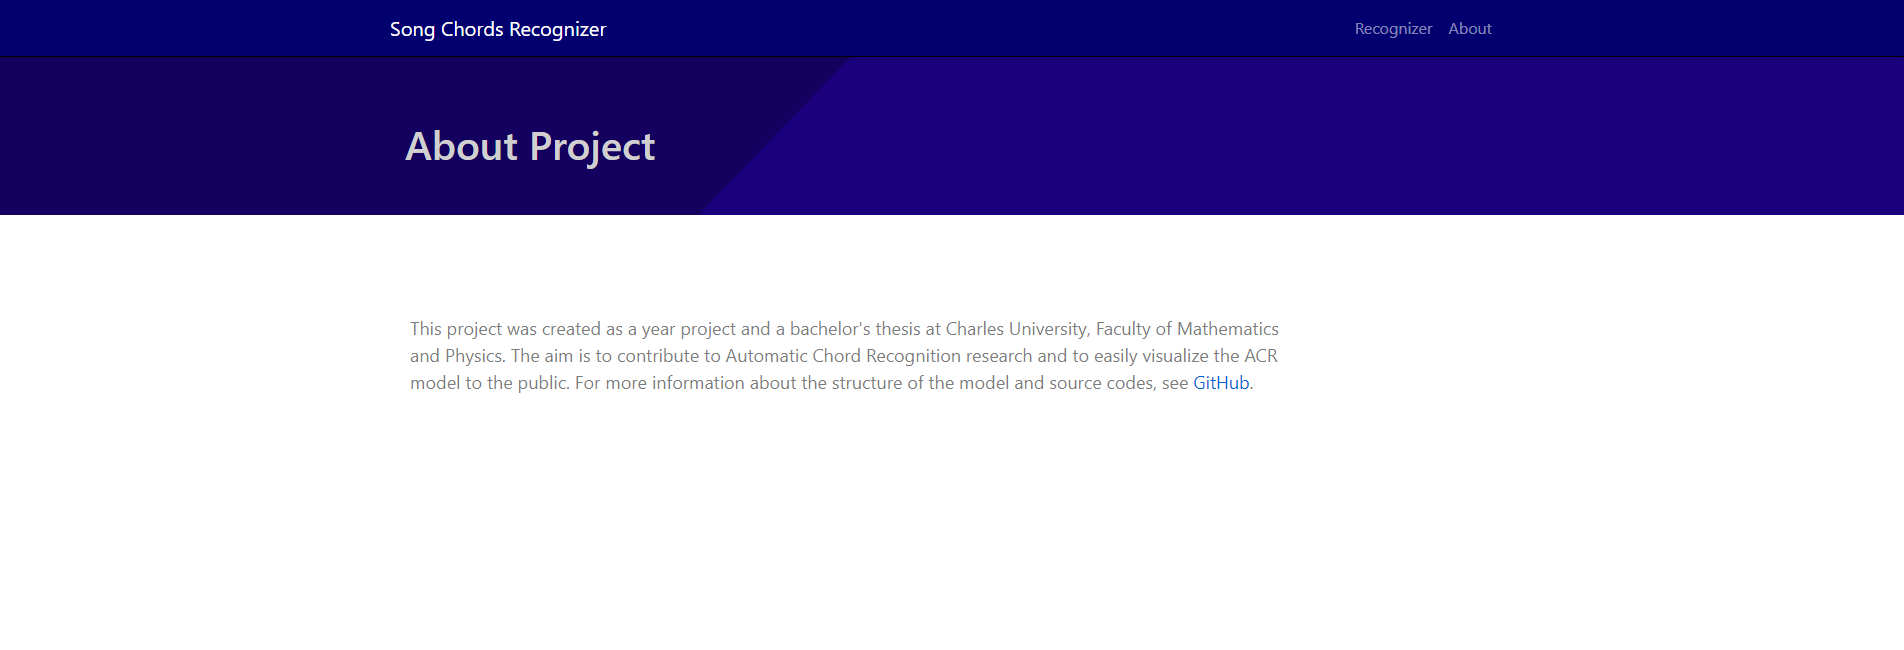 Song Chords Recognizer
Recognizer
About
About Project
This project was created as a year project and a bachelor's thesis at Charles University, Faculty of Mathematics
and Physics. The aim is to contribute to Automatic Chord Recognition research and to easily visualize the ACR
model to the public. For more information about the structure of the model and source codes, see GitHub.